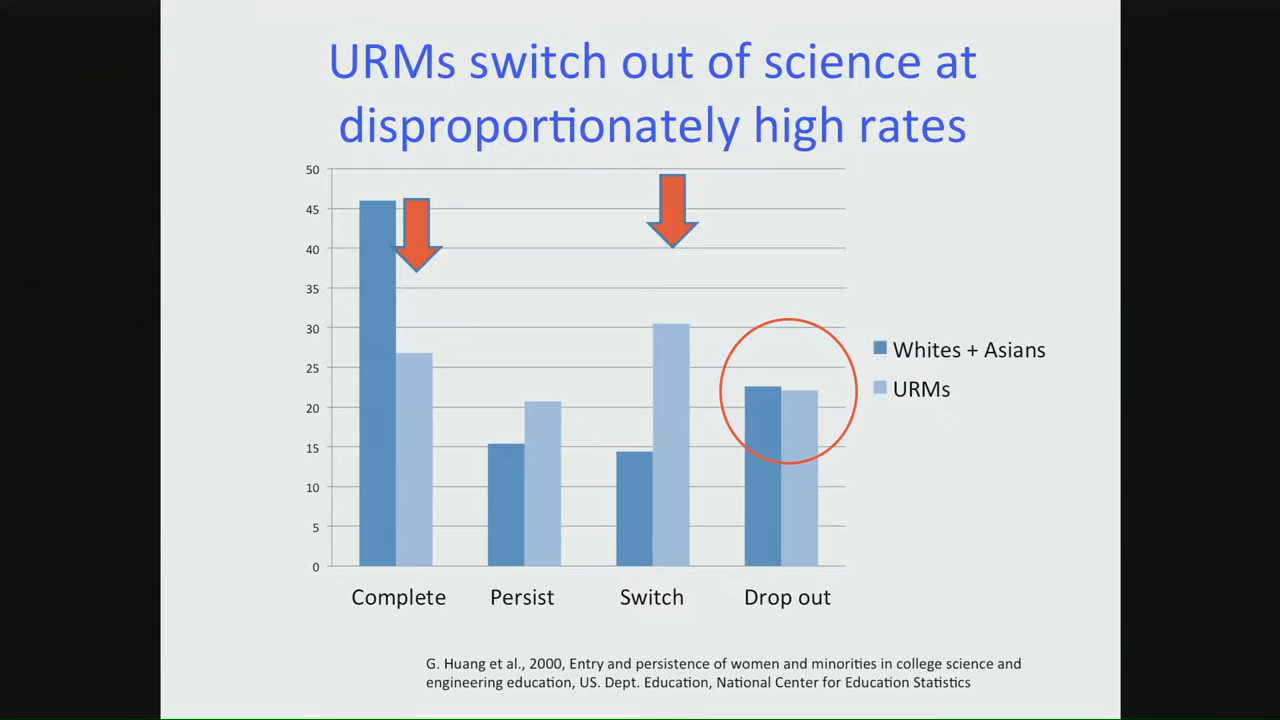 URMs switch out of science at
disproportionately high rates
50
45
40
35
30
25
20
15
10
5
0
Complete Persist Switch Drop out
Whites + Asians
URMs
G. Huang et al., 2000, Entry and persistence of women and minorities in college science and
engineering education, US. Dept. Education, National Center for Education Statistics